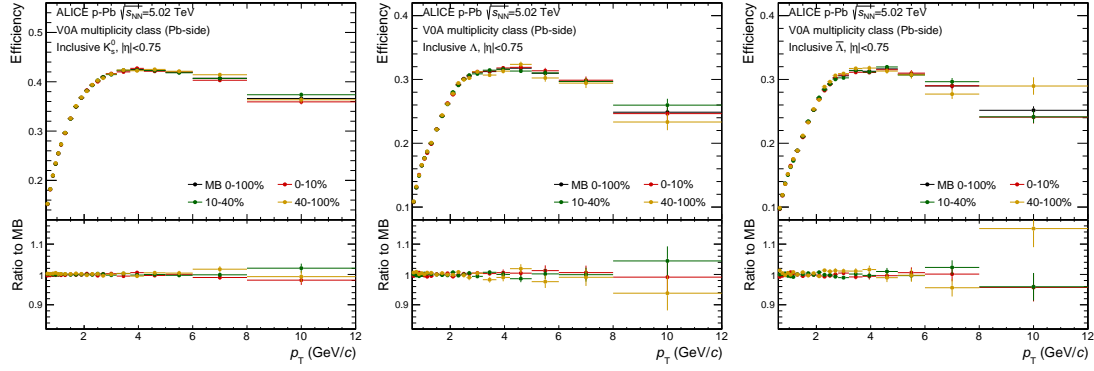 ALICE p-Pb √s_NN=5.02 TeV
V0A multiplicity class (Pb-side)
Inclusive K⁰ₛ, |η|<0.75
Efficiency
0.5
0.4
0.3
0.2
MB 0-100%
0-10%
10-40%
40-100%
Ratio to MB
1.1
1
0.9
2
4
6
8
10
12
p_T (GeV/c)
ALICE p-Pb √s_NN=5.02 TeV
V0A multiplicity class (Pb-side)
Inclusive Λ, |η|<0.75
Efficiency
0.4
0.3
0.2
0.1
MB 0-100%
0-10%
10-40%
40-100%
Ratio to MB
1.1
1
0.9
2
4
6
8
10
12
p_T (GeV/c)
ALICE p-Pb √s_NN=5.02 TeV
V0A multiplicity class (Pb-side)
Inclusive Λ̅, |η|<0.75
Efficiency
0.4
0.3
0.2
0.1
MB 0-100%
0-10%
10-40%
40-100%
Ratio to MB
1.1
1
0.9
2
4
6
8
10
12
p_T (GeV/c)